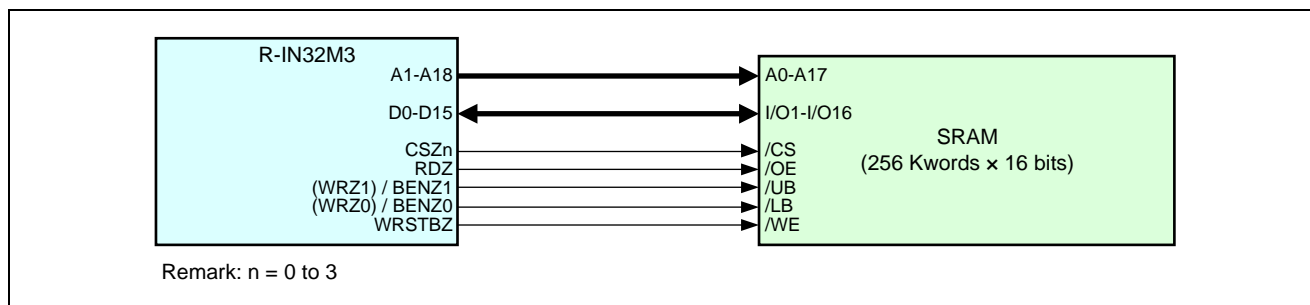 R-IN32M3
A1-A18
A0-A17
D0-D15
I/O1-I/O16
SRAM
(256 Kwords × 16 bits)
CSZn
/CS
RDZ
/OE
(WRZ1) / BENZ1
/UB
(WRZ0) / BENZ0
/LB
WRSTBZ
/WE
Remark: n = 0 to 3